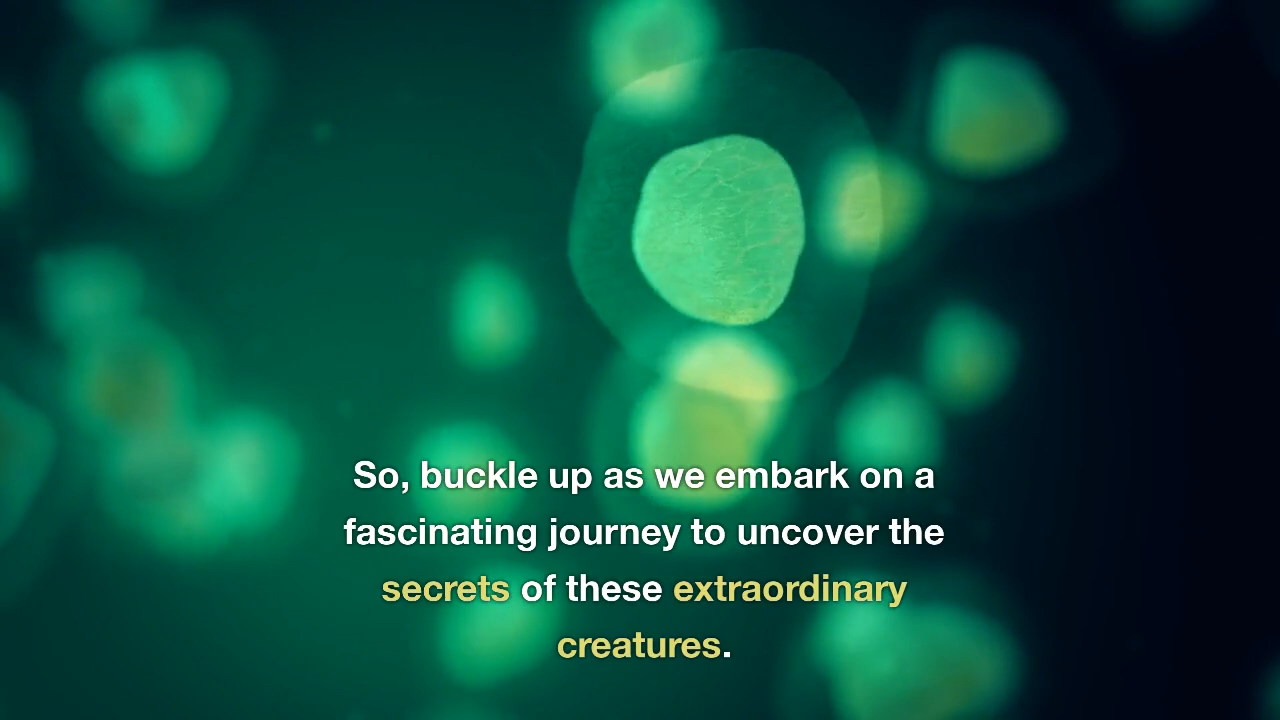 So, buckle up as we embark on a
fascinating journey to uncover the
secrets of these extraordinary
creatures.